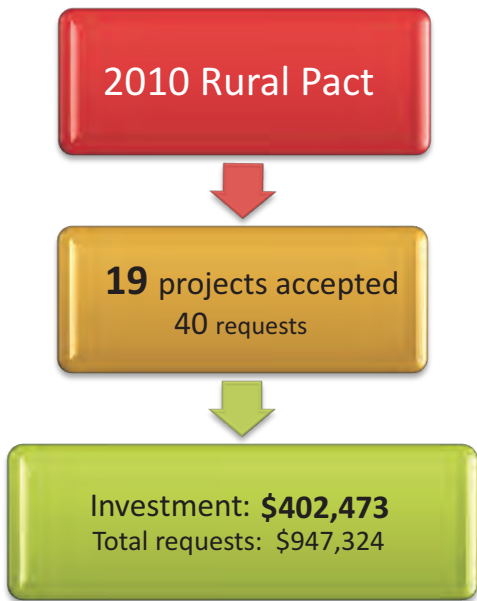 2010 Rural Pact
19 projects accepted
40 requests
Investment: $402,473
Total requests: $947,324